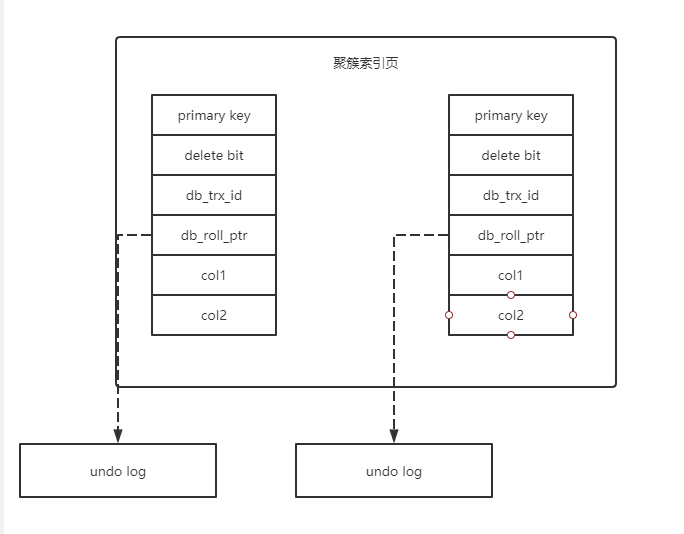 聚簇索引页
primary key
delete bit
db_trx_id
db_roll_ptr
col1
col2
primary key
delete bit
db_trx_id
db_roll_ptr
col1
col2
undo log
undo log